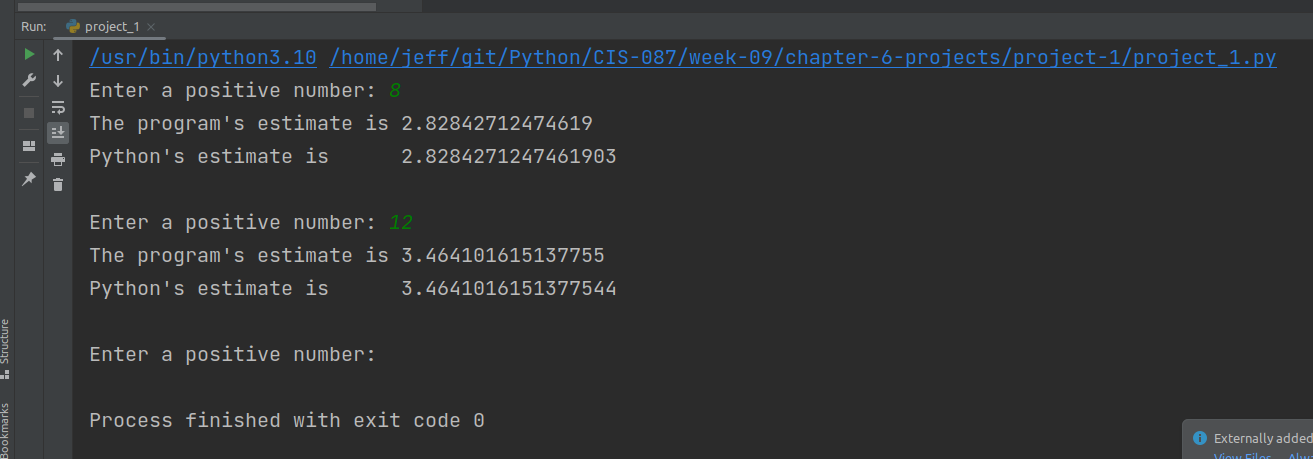 Run: project_1
/usr/bin/python3.10 /home/jeff/git/Python/CIS-087/week-09/chapter-6-projects/project-1/project_1.py
Enter a positive number: 8
The program's estimate is 2.82842712474619
Python's estimate is      2.8284271247461903
Enter a positive number: 12
The program's estimate is 3.464101615137755
Python's estimate is      3.4641016151377544
Enter a positive number:
Process finished with exit code 0
Structure
Bookmarks
Externally added
View Files